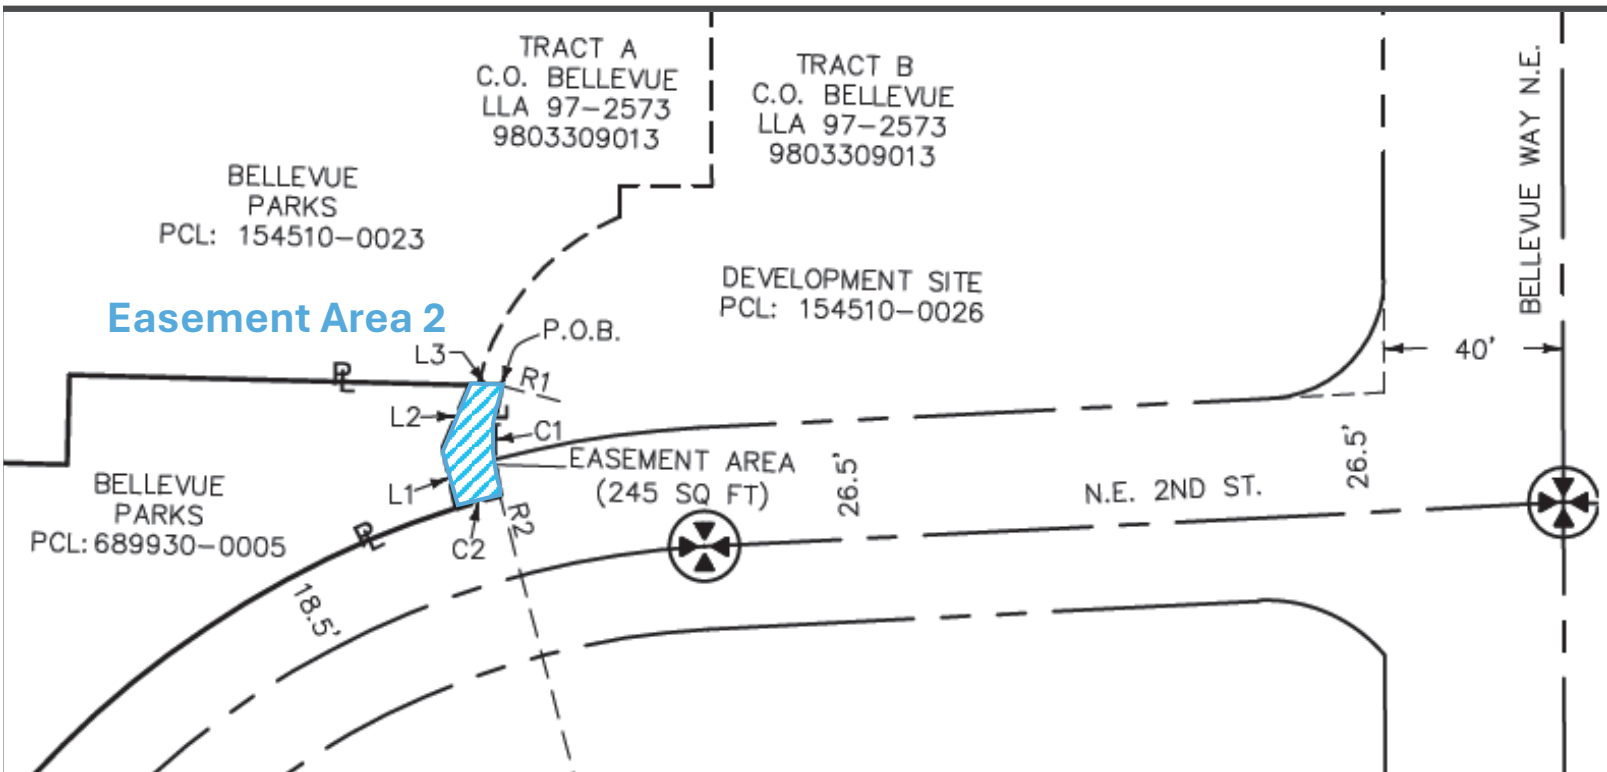 TRACT A
C.O. BELLEVUE
LLA 97-2573
9803309013
TRACT B
C.O. BELLEVUE
LLA 97-2573
9803309013
BELLEVUE WAY N.E.
BELLEVUE
PARKS
PCL: 154510-0023
DEVELOPMENT SITE
PCL: 154510-0026
Easement Area 2
P.O.B.
L3
R1
40'
PL
L2
C1
EASEMENT AREA
(245 SQ FT)
26.5'
26.5'
N.E. 2ND ST.
BELLEVUE
PARKS
PCL: 689930-0005
L1
R2
PL
C2
18.5'